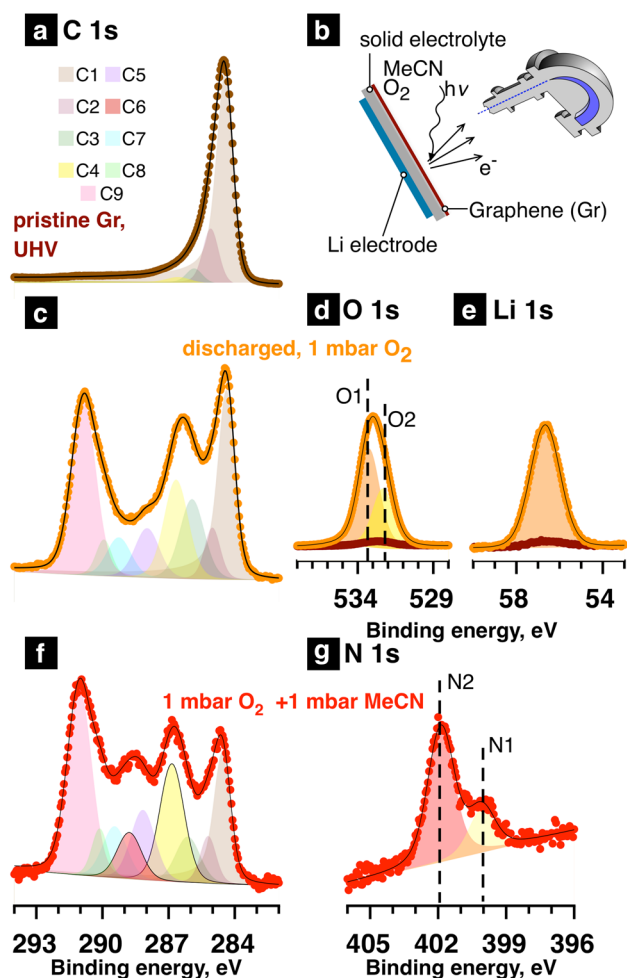 a C 1s
C1 C5
C2 C6
C3 C7
C4 C8
C9
pristine Gr,
UHV
b
solid electrolyte
MeCN
O2
hν
e-
Graphene (Gr)
Li electrode
c
d O 1s
e Li 1s
discharged, 1 mbar O2
O1
O2
534 529
58 54
Binding energy, eV
f
g N 1s
1 mbar O2 +1 mbar MeCN
N2
N1
293 290 287 284
405 402 399 396
Binding energy, eV
Binding energy, eV